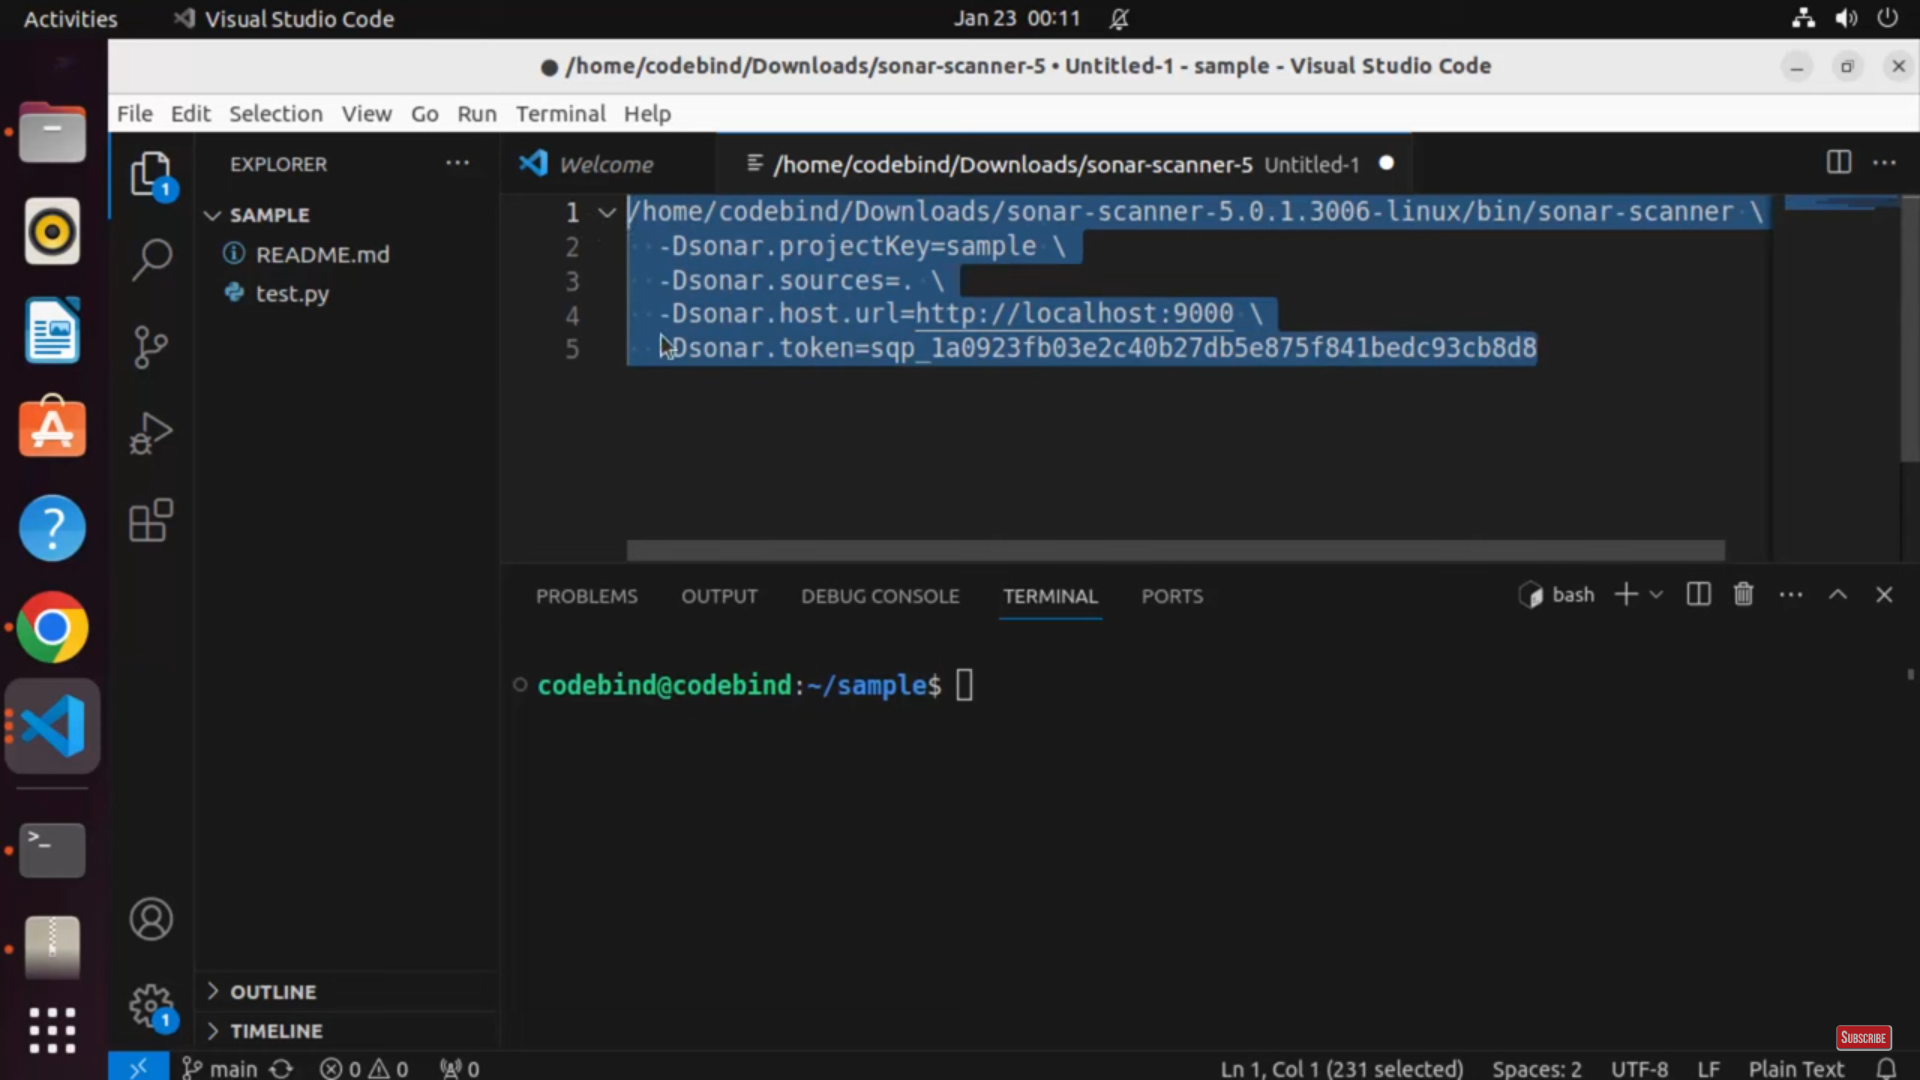 Activities Visual Studio Code Jan 23 00:11
/home/codebind/Downloads/sonar-scanner-5 • Untitled-1 - sample - Visual Studio Code
File Edit Selection View Go Run Terminal Help
EXPLORER
Welcome
/home/codebind/Downloads/sonar-scanner-5 Untitled-1
SAMPLE
README.md
test.py
1 /home/codebind/Downloads/sonar-scanner-5.0.1.3006-linux/bin/sonar-scanner \
2 -Dsonar.projectKey=sample \
3 -Dsonar.sources=. \
4 -Dsonar.host.url=http://localhost:9000 \
5 -Dsonar.token=sqp_1a0923fb03e2c40b27db5e875f841bedc93cb8d8
PROBLEMS OUTPUT DEBUG CONSOLE TERMINAL PORTS bash
codebind@codebind:~/sample$
OUTLINE
TIMELINE
1
1
SUBSCRIBE
main 0 0 0 Ln 1, Col 1 (231 selected) Spaces: 2 UTF-8 LF Plain Text